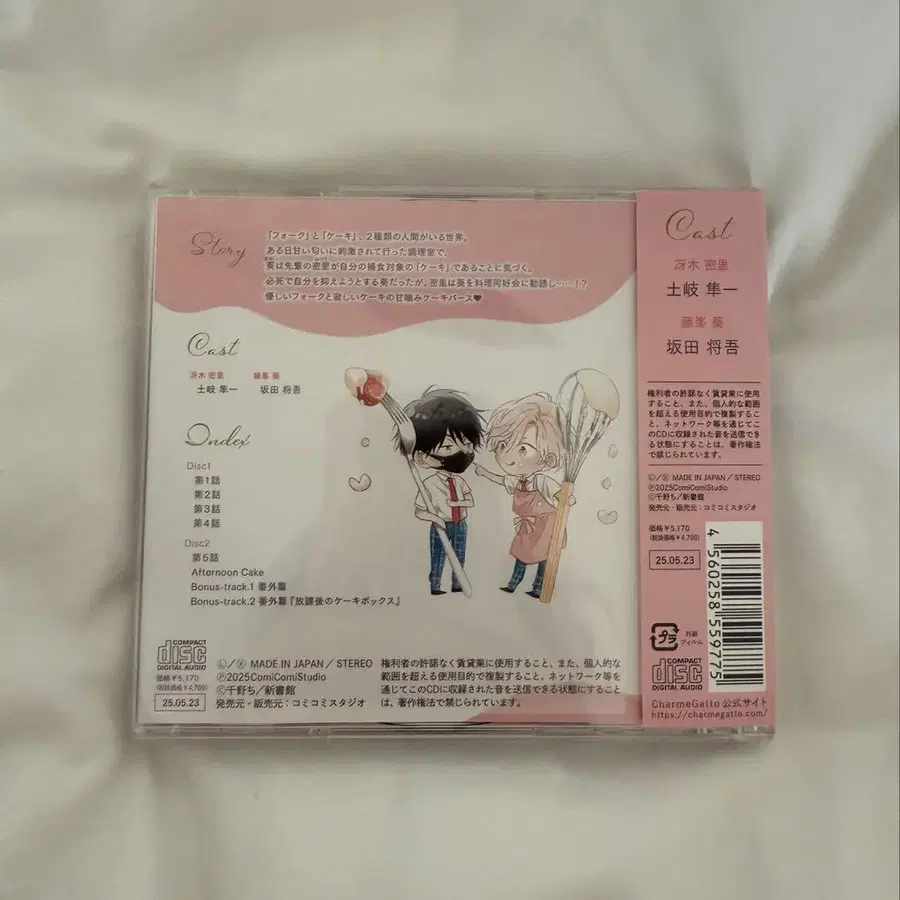 Story
「フォーク」と「ケーキ」、2種類の人間がいる世界。
ある日甘い匂いに刺激されて行った調理室で、
葵は先輩の密里が自分の捕食対象の「ケーキ」であることに気づく。
必死で自分を抑えようとする葵だったが、密里は葵を料理同好会に勧誘し……!?
優しいフォークと寂しいケーキの甘噛みケーキバース♥
Cast
冴木 密里
土岐 隼一
藤峯 葵
坂田 将吾
Index
Disc1
第1話
第2話
第3話
第4話
Disc2
第5話
Afternoon Cake
Bonus-track.1 番外篇
Bonus-track.2 番外篇『放課後のケーキボックス』
COMPACT
disc
DIGITAL AUDIO
価格¥5,170
(税抜価格¥4,700)
25.05.23
Ⓛ/Ⓨ MADE IN JAPAN / STEREO
Ⓟ2025ComiComiStudio
©千野ち/新書館
発売元・販売元:コミコミスタジオ
権利者の許諾なく賃貸業に使用すること、また、個人的な
範囲を超える使用目的で複製すること、ネットワーク等を
通じてこのCDに収録された音を送信できる状態にすること
は、著作権法で禁じられています。
Cast
冴木 密里
土岐 隼一
藤峯 葵
坂田 将吾
権利者の許諾なく賃貸業に使用
すること、また、個人的な範囲
を超える使用目的で複製するこ
と、ネットワーク等を通じてこ
のCDに収録された音を送信でき
る状態にすることは、著作権法
で禁じられています。
Ⓛ/Ⓨ MADE IN JAPAN / STEREO
Ⓟ2025ComiComiStudio
©千野ち/新書館
発売元・販売元:コミコミスタジオ
価格¥5,170
(税抜価格¥4,700)
25.05.23
4560258559775
プラ
外装
フィルム
COMPACT
disc
DIGITAL AUDIO
CharmeGatto 公式サイト
https://charmegatto.com/